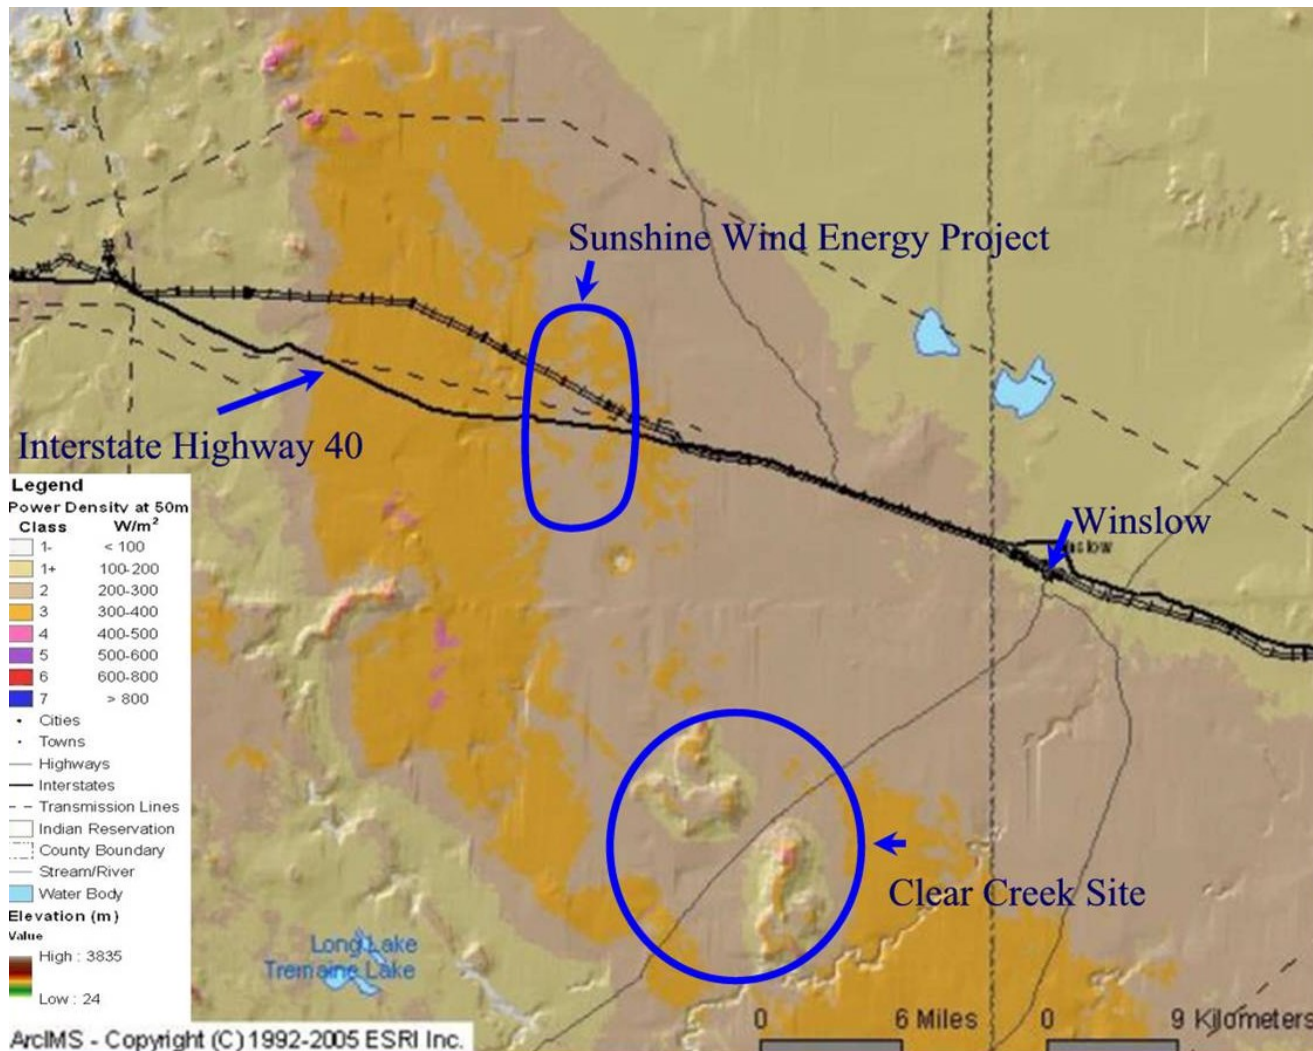 Sunshine Wind Energy Project
Interstate Highway 40
Winslow
Clear Creek Site
Long Lake
Tremaine Lake
Legend
Power Density at 50m
Class W/m²
1- < 100
1+ 100-200
2 200-300
3 300-400
4 400-500
5 500-600
6 600-800
7 > 800
Cities
Towns
Highways
Interstates
Transmission Lines
Indian Reservation
County Boundary
Stream/River
Water Body
Elevation (m)
Value
High : 3835
Low : 24
0 6 Miles 0 9 Kilometers
ArcIMS - Copyright (C) 1992-2005 ESRI Inc.